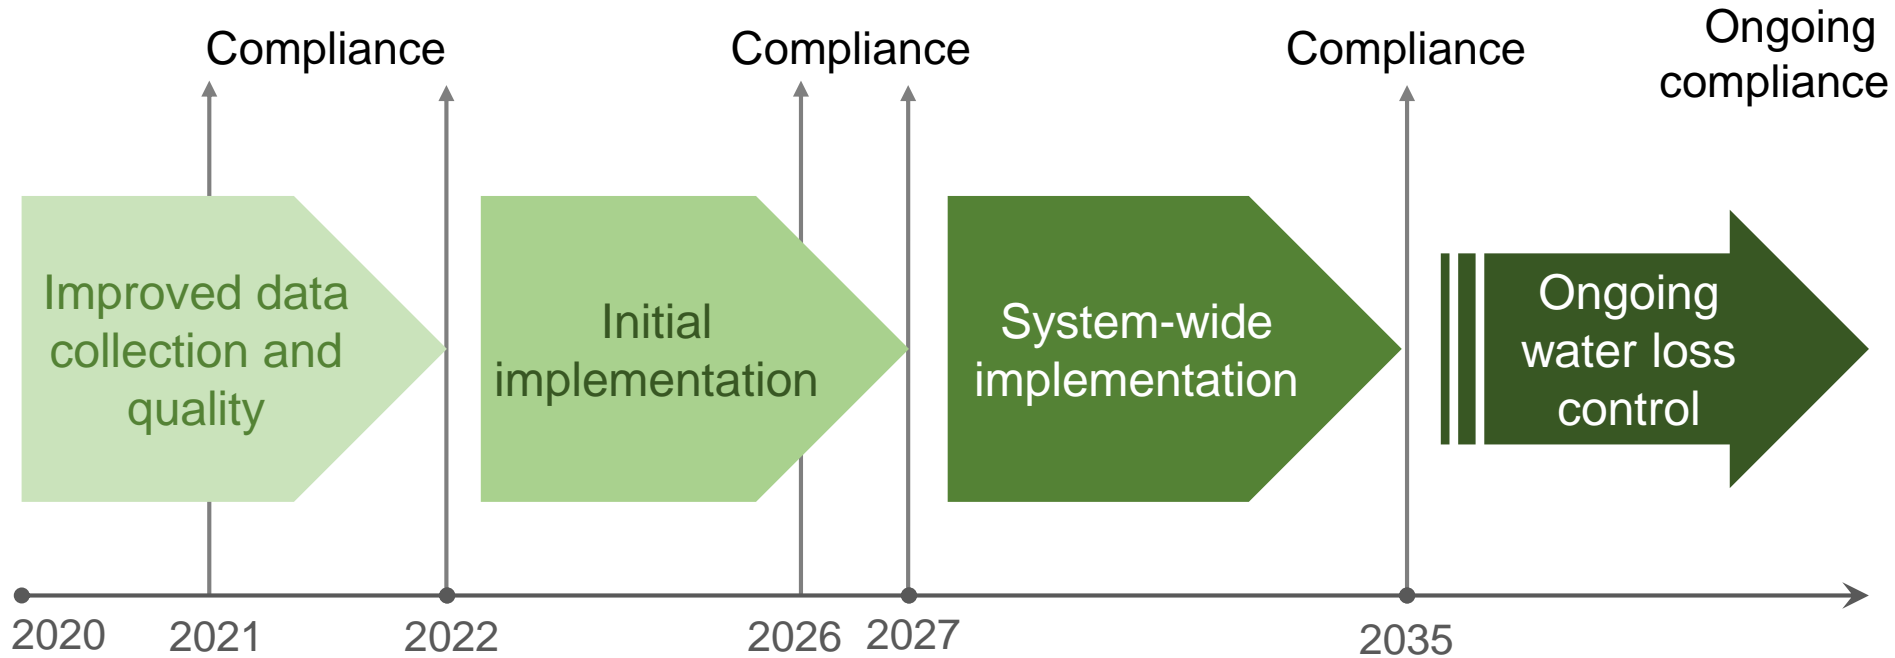 Compliance
Compliance
Compliance
Ongoing
compliance
Improved data
collection and
quality
Initial
implementation
System-wide
implementation
Ongoing
water loss
control
2020
2021
2022
2026
2027
2035